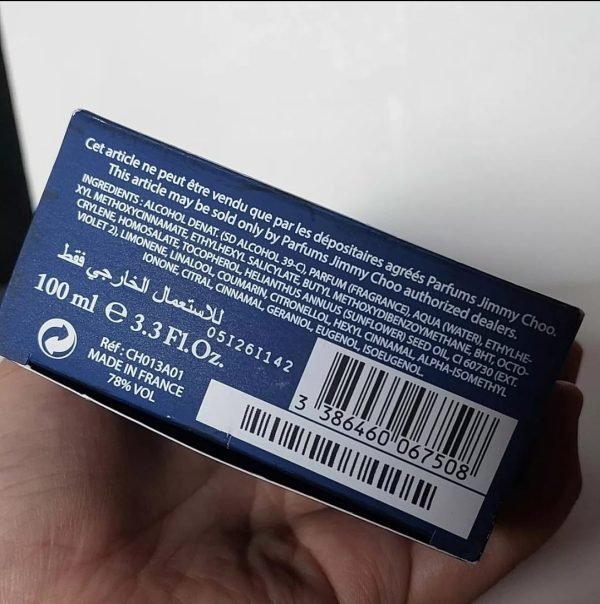 Cet article ne peut être vendu que par les dépositaires agréés Parfums Jimmy Choo.
This article may be sold only by Parfums Jimmy Choo authorized dealers.
INGREDIENTS : ALCOHOL DENAT. (SD ALCOHOL 39-C), PARFUM (FRAGRANCE), AQUA (WATER), ETHYLHE-
XYL METHOXYCINNAMATE, ETHYLHEXYL SALICYLATE, BUTYL METHOXYDIBENZOYLMETHANE, BHT, OCTO-
CRYLENE, HOMOSALATE, TOCOPHEROL, HELIANTHUS ANNUUS (SUNFLOWER) SEED OIL, CI 60730 (EXT.
VIOLET 2), LIMONENE, LINALOOL, COUMARIN, CITRONELLOL, HEXYL CINNAMAL, ALPHA-ISOMETHYL
IONONE, CITRAL, CINNAMAL, GERANIOL, EUGENOL, ISOEUGENOL.
للاستعمال الخارجي فقط
100 ml e 3.3 Fl.Oz.
051261142
Réf : CH013A01
MADE IN FRANCE
78% VOL
3 386460 067508